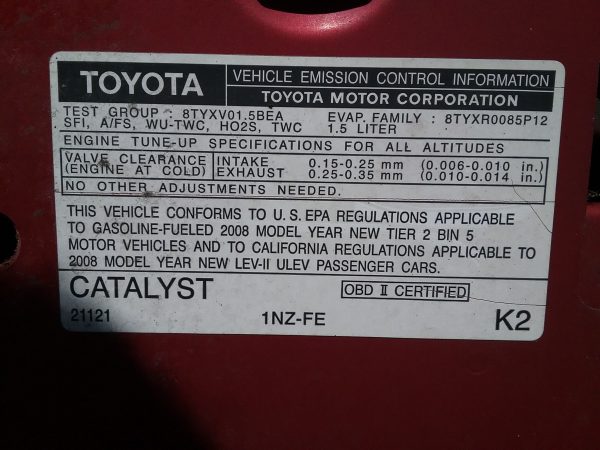 TOYOTA
VEHICLE EMISSION CONTROL INFORMATION
TOYOTA MOTOR CORPORATION
TEST GROUP : 8TYXV01.5BEA EVAP. FAMILY : 8TYXR0085P12
SFI, A/FS, WU-TWC, HO2S, TWC 1.5 LITER
ENGINE TUNE-UP SPECIFICATIONS FOR ALL ALTITUDES
VALVE CLEARANCE INTAKE 0.15-0.25 mm (0.006-0.010 in.)
(ENGINE AT COLD) EXHAUST 0.25-0.35 mm (0.010-0.014 in.)
NO OTHER ADJUSTMENTS NEEDED.
THIS VEHICLE CONFORMS TO U.S. EPA REGULATIONS APPLICABLE
TO GASOLINE-FUELED 2008 MODEL YEAR NEW TIER 2 BIN 5
MOTOR VEHICLES AND TO CALIFORNIA REGULATIONS APPLICABLE TO
2008 MODEL YEAR NEW LEV-II ULEV PASSENGER CARS.
CATALYST OBD II CERTIFIED
21121 1NZ-FE K2